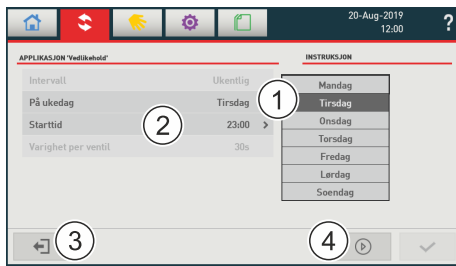 20-Aug-2019
12:00
?
APPLIKASJON 'Vedlikehold'
INSTRUKSJON
Intervall Ukentlig
På ukedag Tirsdag
Starttid 23:00 >
Varighet per ventil 30s
Mandag
Tirsdag
Onsdag
Torsdag
Fredag
Lørdag
Soendag
1
2
3
4